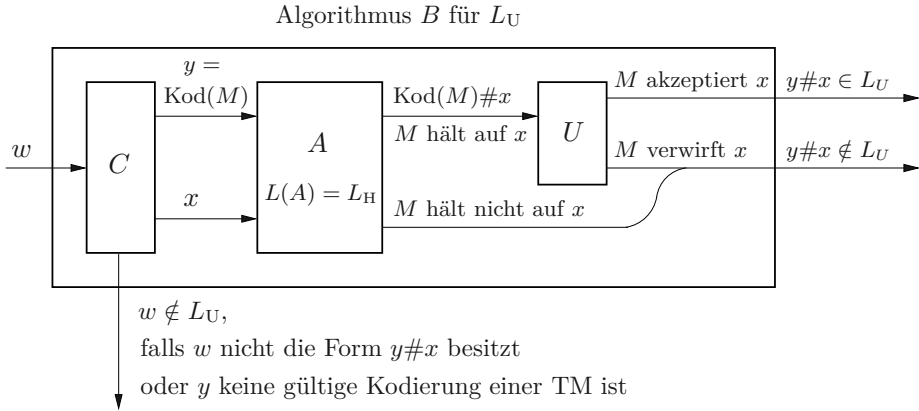 Algorithmus B für L_U
w
C
y =
Kod(M)
x
A
L(A) = L_H
Kod(M)#x
M hält auf x
M hält nicht auf x
U
M akzeptiert x
M verwirft x
y#x ∈ L_U
y#x ∉ L_U
w ∉ L_U,
falls w nicht die Form y#x besitzt
oder y keine gültige Kodierung einer TM ist